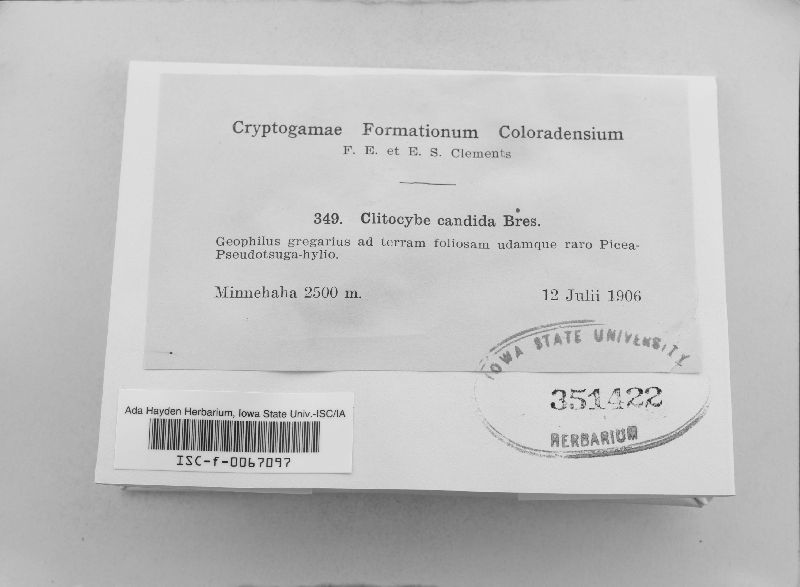 Cryptogamae Formationum Coloradensium
F. E. et E. S. Clements
349. Clitocybe candida Bres.
Geophilus gregarius ad terram foliosam udamque raro Picea-
Pseudotsuga-hylio.
Minnehaha 2500 m. 12 Julii 1906
IOWA STATE UNIVERSITY
351422
HERBARIUM
Ada Hayden Herbarium, Iowa State Univ.-ISC/IA
ISC-f-0067097